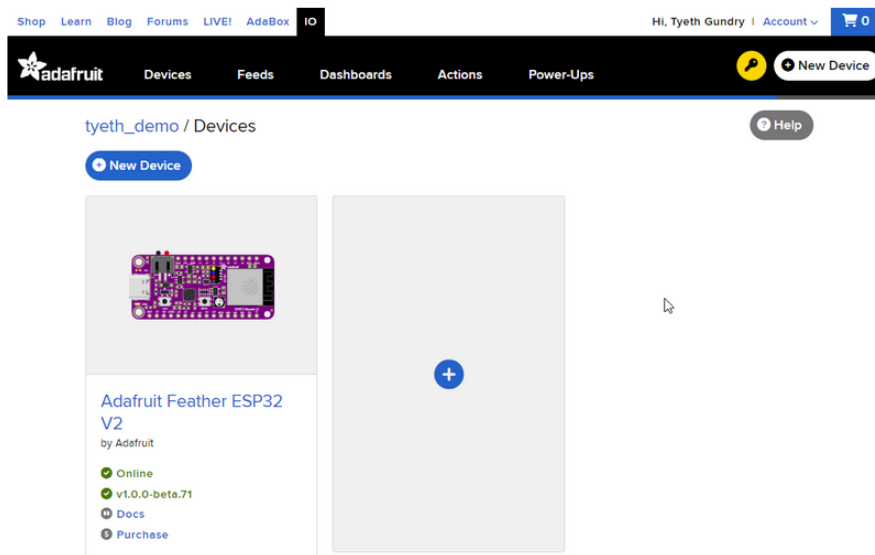 Shop Learn Blog Forums LIVE! AdaBox IO Hi, Tyeth Gundry | Account 0
adafruit Devices Feeds Dashboards Actions Power-Ups New Device
tyeth_demo / Devices Help
New Device
Adafruit Feather ESP32
V2
by Adafruit
Online
v1.0.0-beta.71
Docs
Purchase